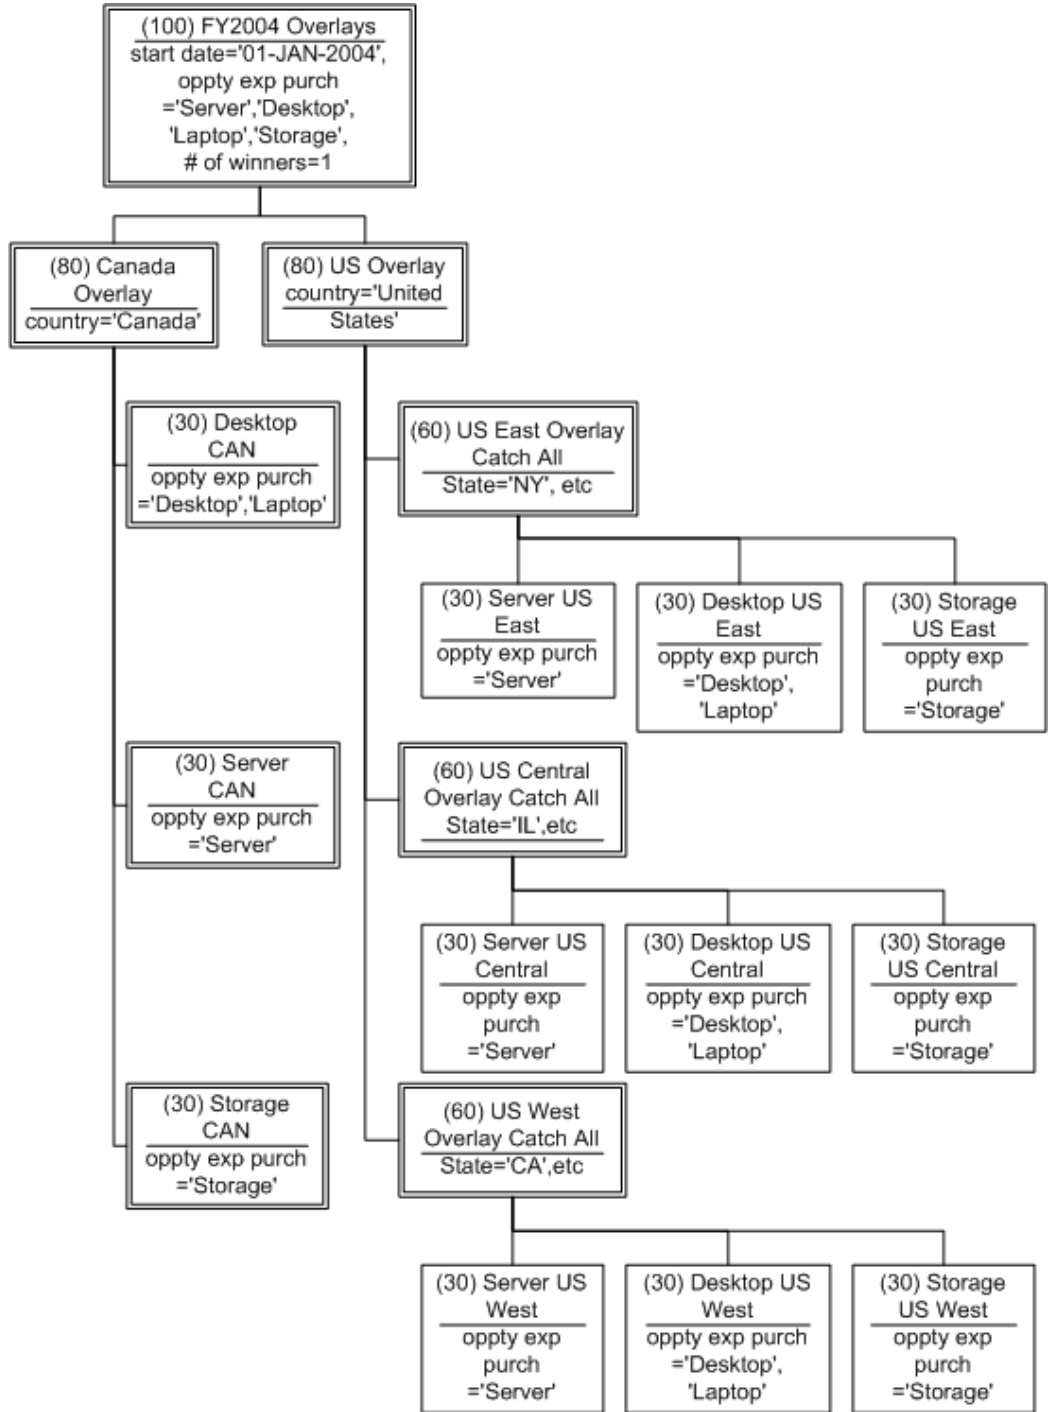 (100) FY2004 Overlays
start date='01-JAN-2004',
oppty exp purch
='Server','Desktop',
'Laptop','Storage',
# of winners=1
(80) Canada
Overlay
country='Canada'
(80) US Overlay
country='United
States'
(30) Desktop
CAN
oppty exp purch
='Desktop','Laptop'
(60) US East Overlay
Catch All
State='NY', etc
(30) Server US
East
oppty exp purch
='Server'
(30) Desktop US
East
oppty exp purch
='Desktop',
'Laptop'
(30) Storage
US East
oppty exp
purch
='Storage'
(30) Server
CAN
oppty exp purch
='Server'
(60) US Central
Overlay Catch All
State='IL',etc
(30) Server US
Central
oppty exp
purch
='Server'
(30) Desktop US
Central
oppty exp purch
='Desktop',
'Laptop'
(30) Storage
US Central
oppty exp
purch
='Storage'
(30) Storage
CAN
oppty exp purch
='Storage'
(60) US West
Overlay Catch All
State='CA',etc
(30) Server US
West
oppty exp
purch
='Server'
(30) Desktop US
West
oppty exp purch
='Desktop',
'Laptop'
(30) Storage
US West
oppty exp
purch
='Storage'